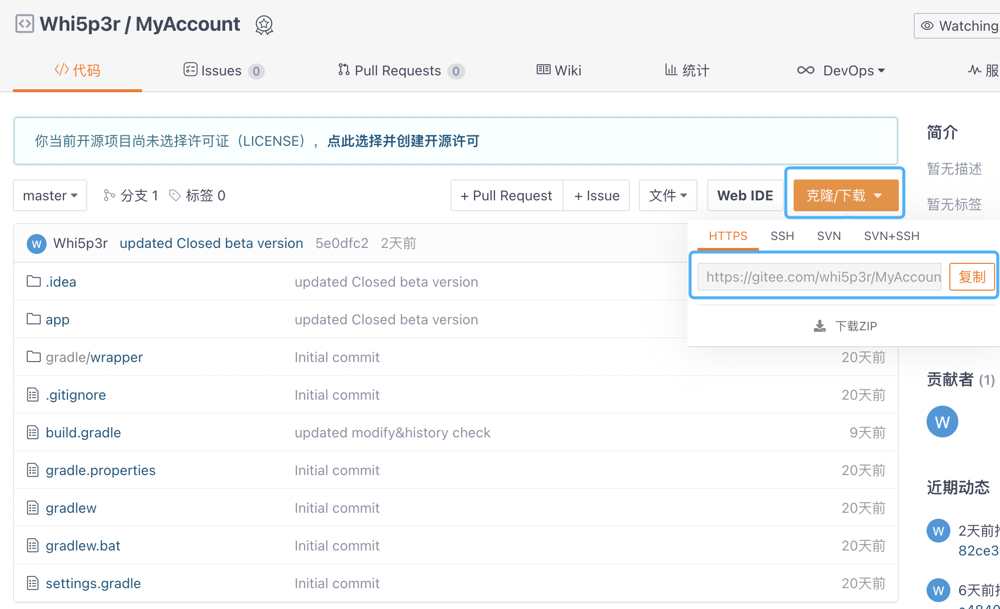 Whi5p3r / MyAccount
Watching
代码 Issues 0 Pull Requests 0 Wiki 统计 DevOps 服
你当前开源项目尚未选择许可证（LICENSE），点此选择并创建开源许可
简介
暂无描述
暂无标签
master 分支 1 标签 0 + Pull Request + Issue 文件 Web IDE 克隆/下载
HTTPS SSH SVN SVN+SSH
https://gitee.com/whi5p3r/MyAccoun 复制
下载ZIP
W Whi5p3r updated Closed beta version 5e0dfc2 2天前
.idea updated Closed beta version
app updated Closed beta version
gradle/wrapper Initial commit 20天前
.gitignore Initial commit 20天前
build.gradle updated modify&history check 9天前
gradle.properties Initial commit 20天前
gradlew Initial commit 20天前
gradlew.bat Initial commit 20天前
settings.gradle Initial commit 20天前
贡献者 (1)
W
近期动态
W 2天前
82ce3
W 6天前